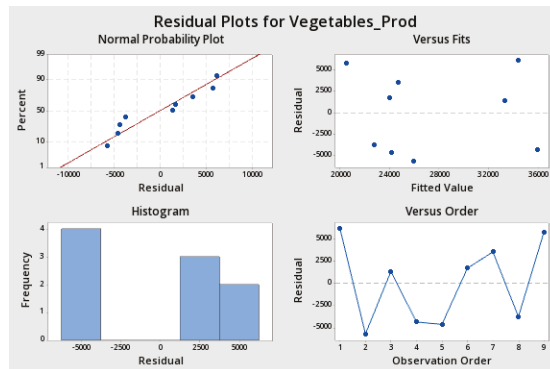 Residual Plots for Vegetables_Prod
Normal Probability Plot
99
90
50
10
1
Percent
-10000 -5000 0 5000 10000
Residual
Versus Fits
5000
2500
0
-2500
-5000
Residual
20000 24000 28000 32000 36000
Fitted Value
Histogram
4
3
2
1
0
Frequency
-5000 -2500 0 2500 5000
Residual
Versus Order
5000
2500
0
-2500
-5000
Residual
1 2 3 4 5 6 7 8 9
Observation Order